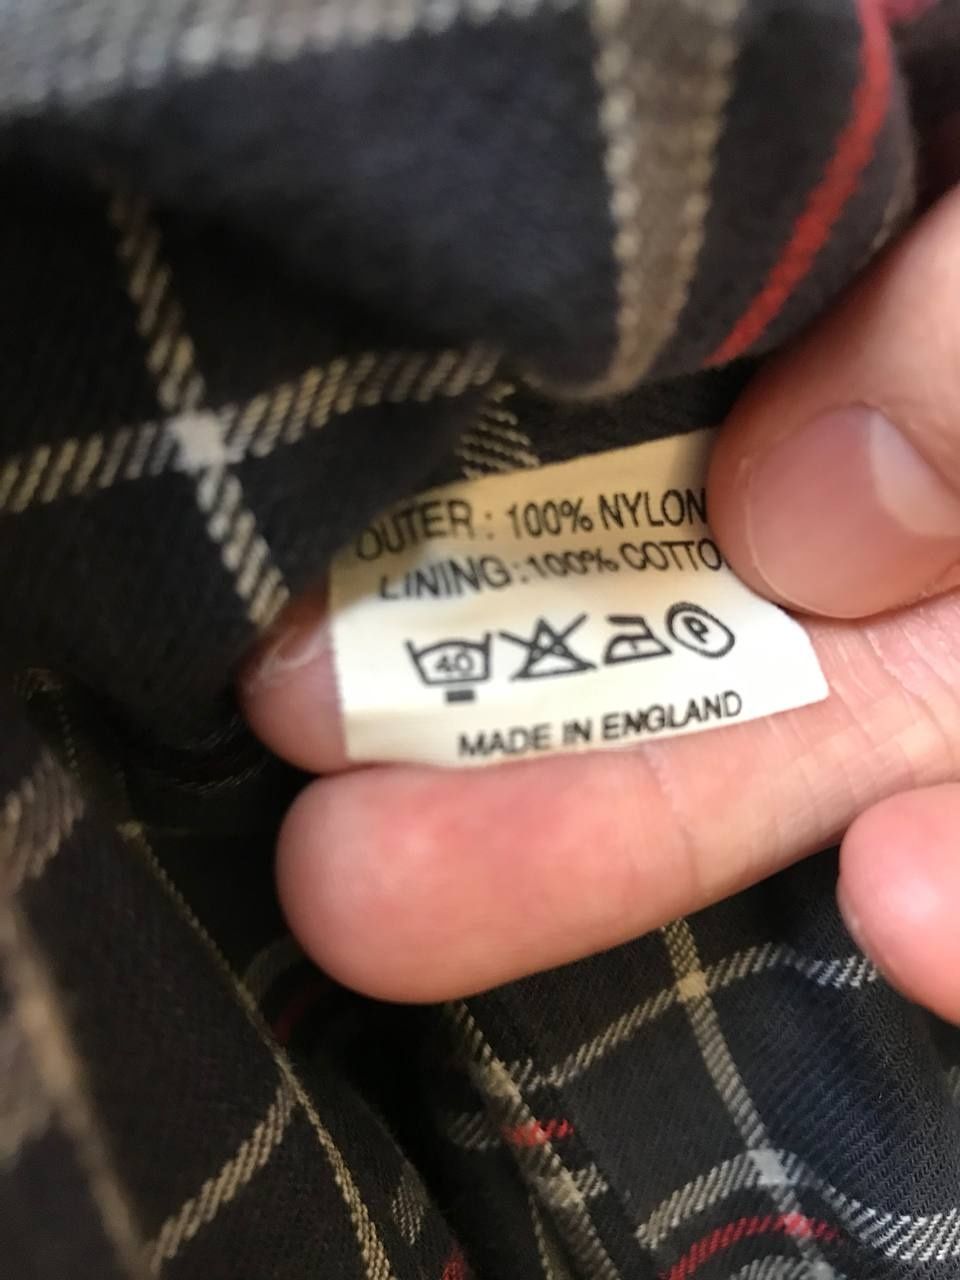 OUTER: 100% NYLON
LINING:100% COTTO
40 P
MADE IN ENGLAND